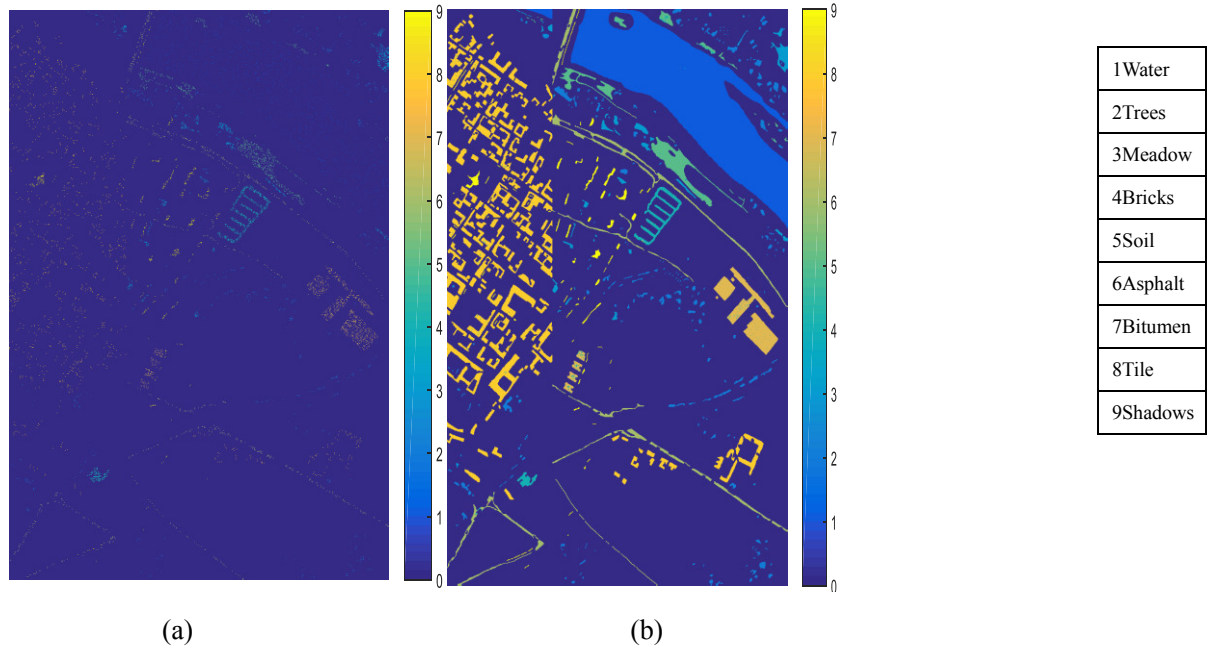 9
8
7
6
5
4
3
2
1
0
9
8
7
6
5
4
3
2
1
0
1Water
2Trees
3Meadow
4Bricks
5Soil
6Asphalt
7Bitumen
8Tile
9Shadows
(a)
(b)